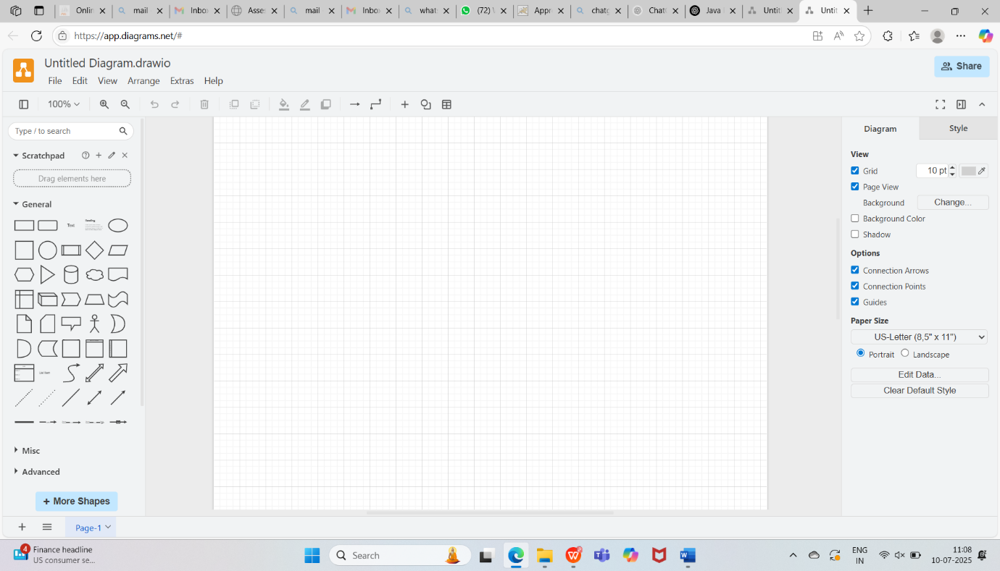 Onlin
mail
Inbo
Asse
mail
Inbo
what
(72)
Appr
chatg
Chat
Java
Untit
Untit
https://app.diagrams.net/#
Untitled Diagram.drawio
File Edit View Arrange Extras Help
Share
100%
Type / to search
Scratchpad
Drag elements here
General
Text
Heading
List Item
Misc
Advanced
+ More Shapes
Page-1
Diagram
Style
View
Grid
10 pt
Page View
Background
Change...
Background Color
Shadow
Options
Connection Arrows
Connection Points
Guides
Paper Size
US-Letter (8,5" x 11")
Portrait Landscape
Edit Data...
Clear Default Style
4
Finance headline
US consumer se...
Search
ENG
IN
11:08
10-07-2025